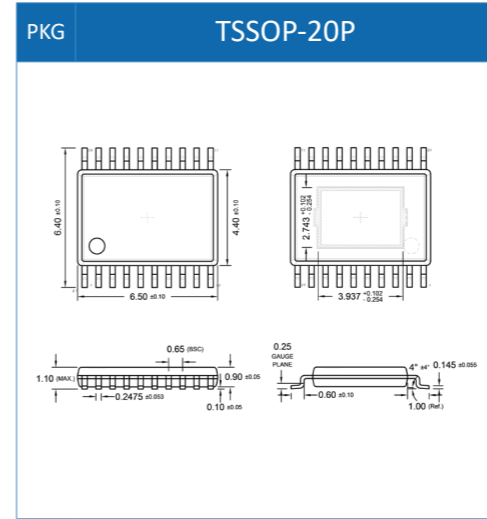 PKG
TSSOP-20P
6.40 ±0.10
4.40 ±0.10
6.50 ±0.10
2.743 +0.102 -0.254
3.937 +0.102 -0.254
0.65 (BSC)
1.10 (MAX.)
0.90 ±0.05
0.2475 ±0.053
0.10 ±0.05
0.25
GAUGE
PLANE
4° ±4°
0.145 ±0.055
0.60 ±0.10
1.00 (Ref.)